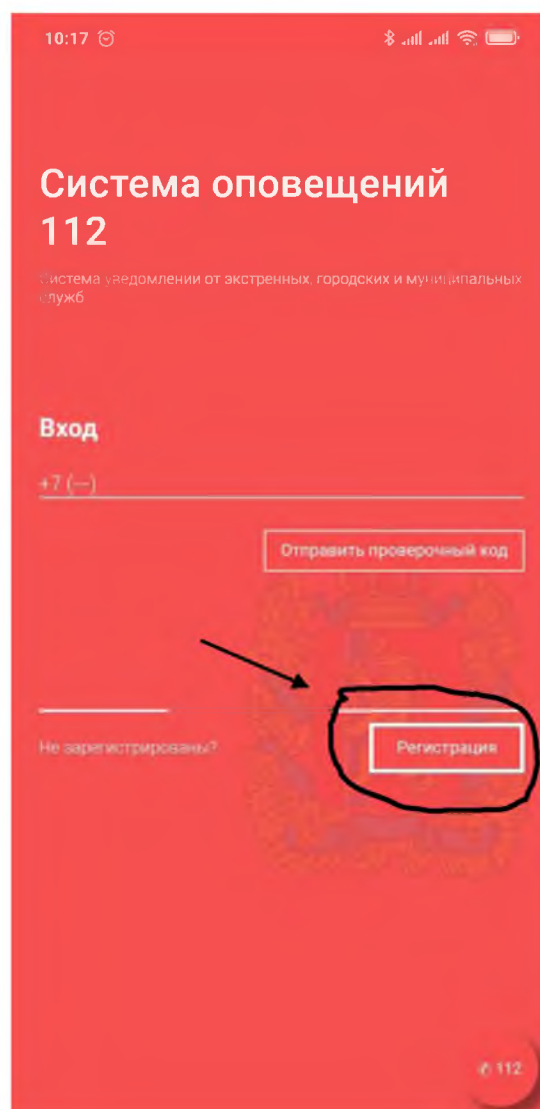 10:17
Система оповещений
112
Система уведомлении от экстренных, городских и муниципальных
служб
Вход
+7 (---)
Отправить проверочный код
Не зарегистрированы?
Регистрация
112